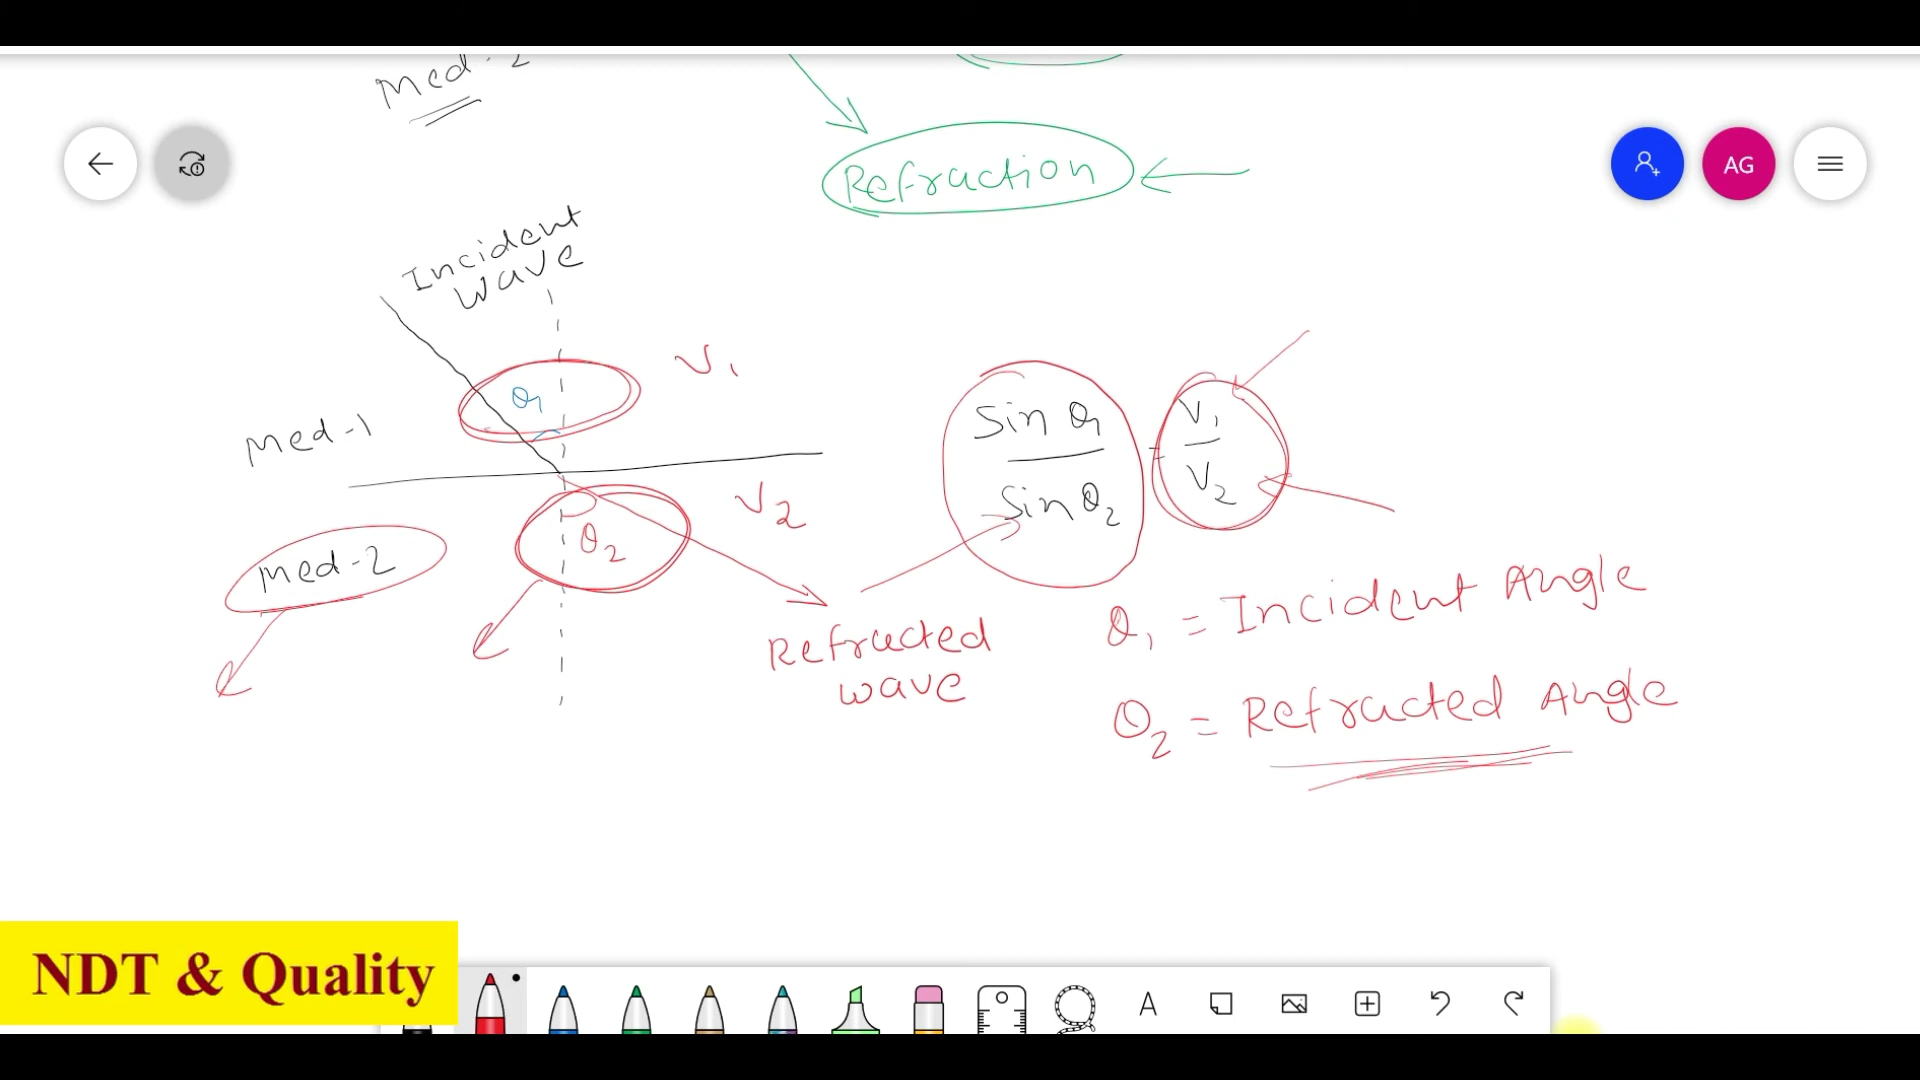 Med-2
Refraction
Incident
wave
AG
θ1
V1
Med-1
Sin θ1
Sin θ2
=
V1
V2
V2
θ2
Med-2
Refracted
wave
θ1 = Incident Angle
θ2 = Refracted Angle
NDT & Quality
A